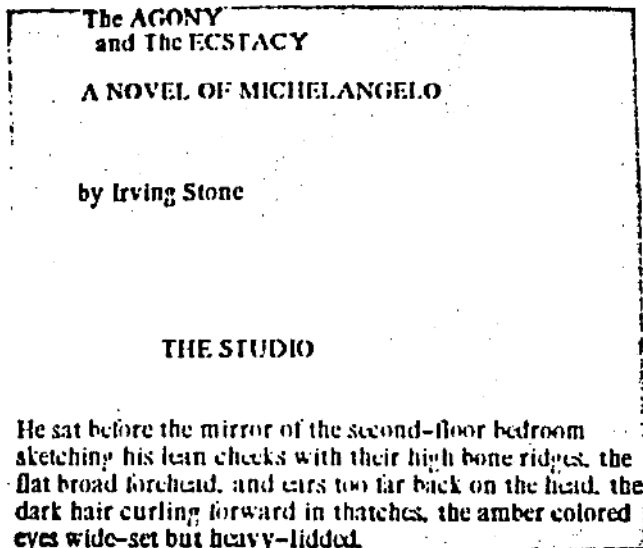 The AGONY
and The ECSTACY
A NOVEL OF MICHELANGELO
by Irving Stone
THE STUDIO
He sat before the mirror of the second-floor bedroom
sketching his lean cheeks with their high bone ridges, the
flat broad forehead, and ears too far back on the head, the
dark hair curling forward in thatches, the amber colored
eyes wide-set but heavy-lidded.